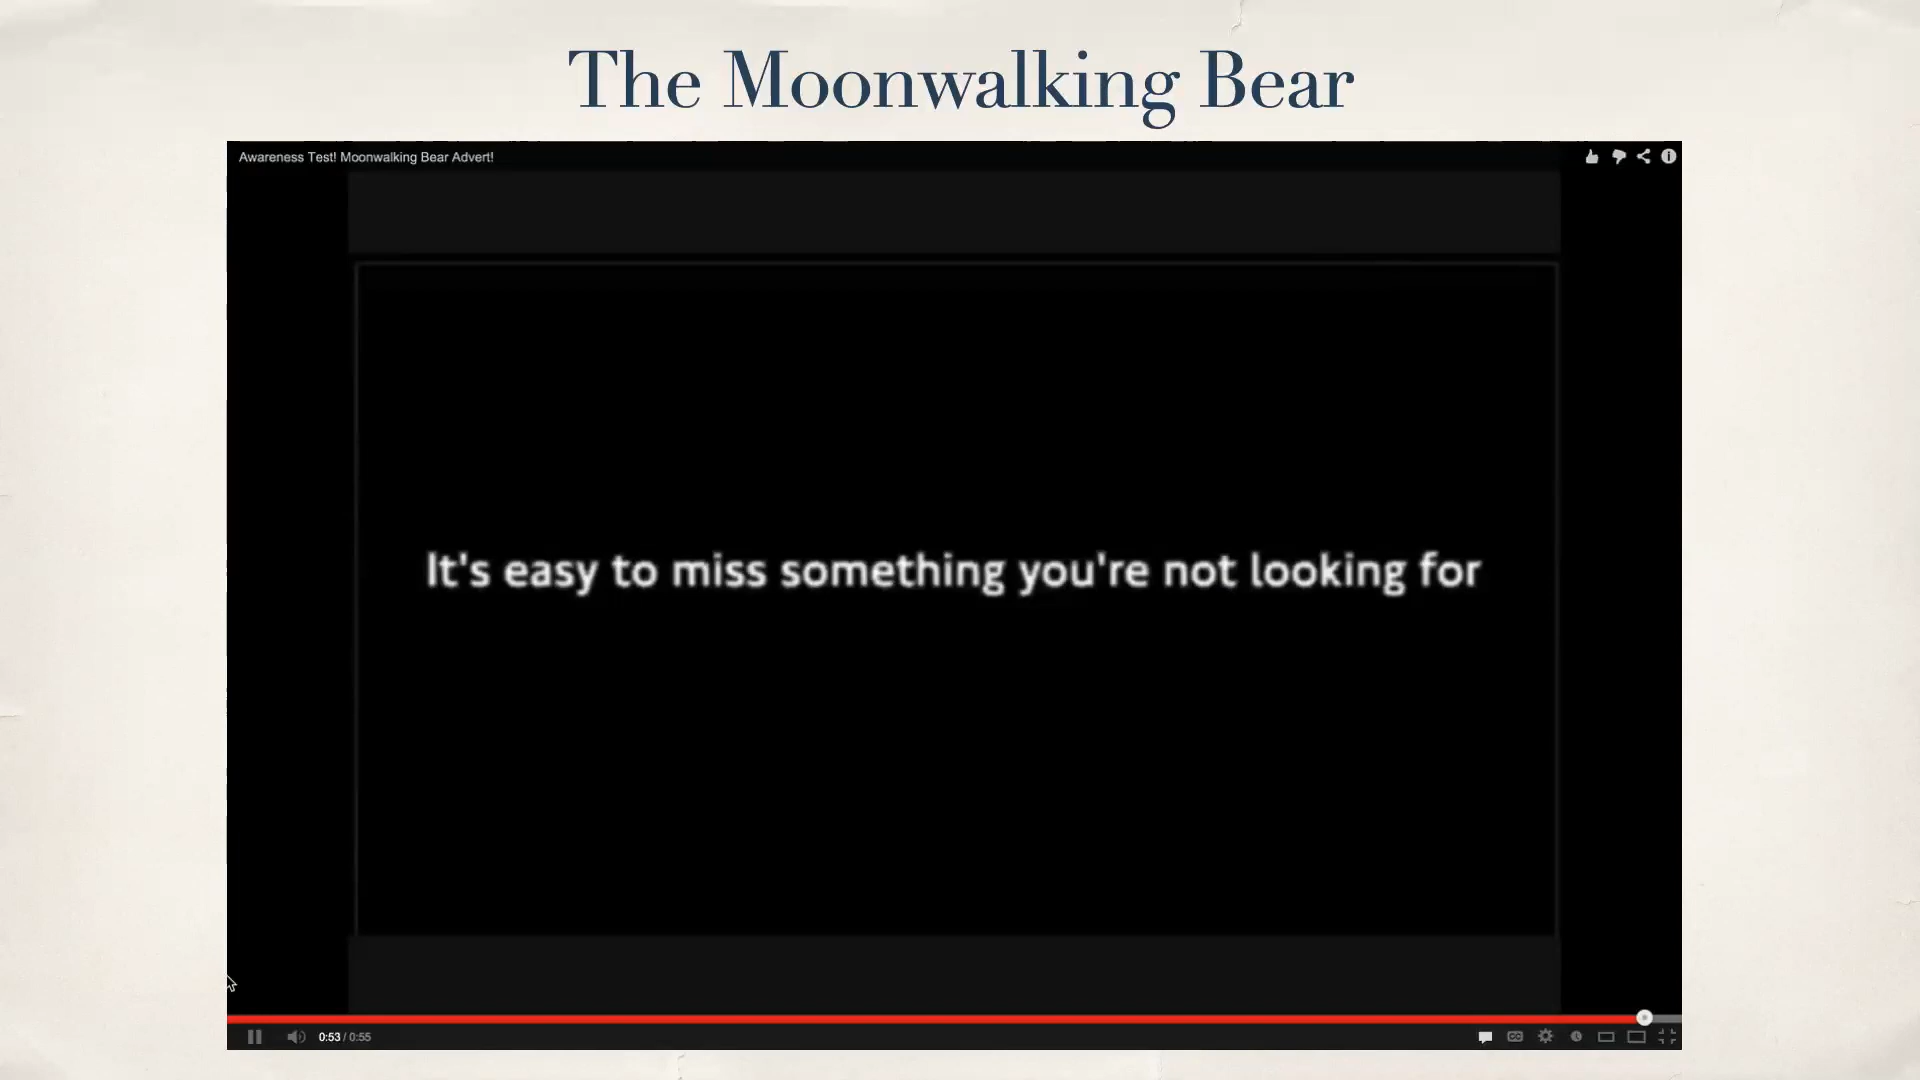 The Moonwalking Bear
Awareness Test! Moonwalking Bear Advert!
It's easy to miss something you're not looking for
0:53 / 0:55
CC